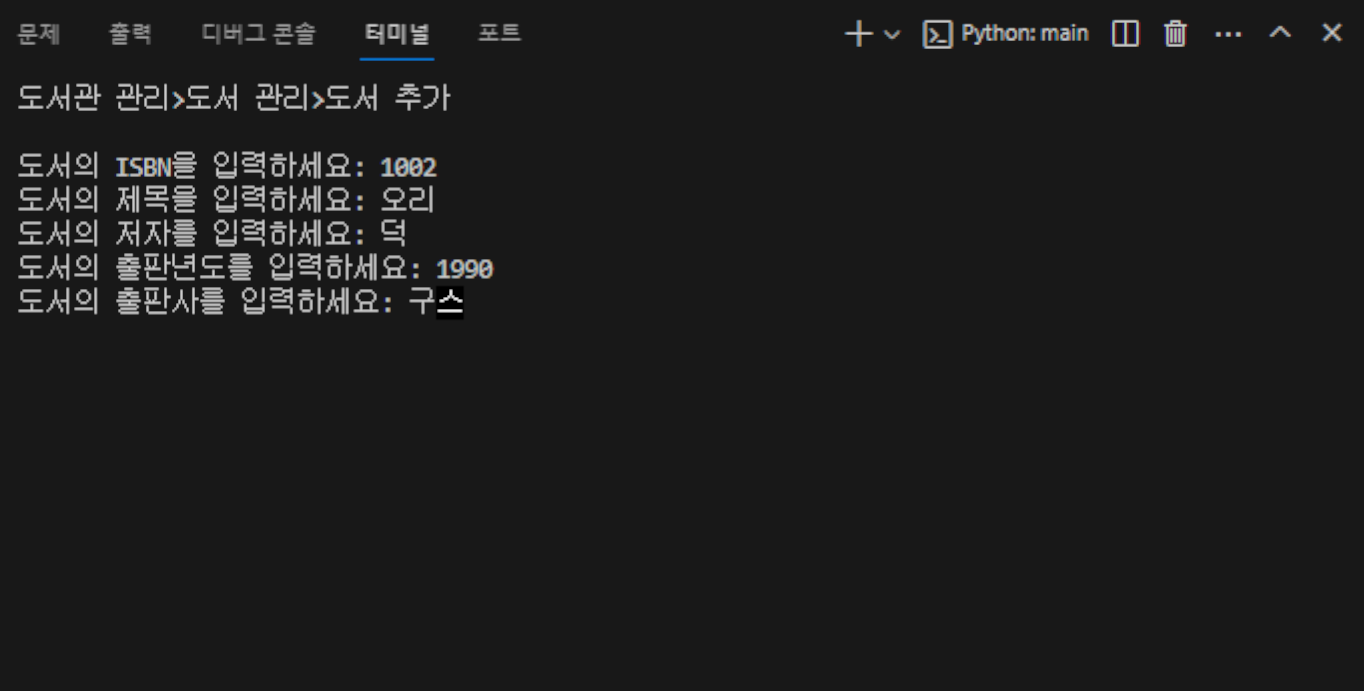 문제 출력 디버그 콘솔 터미널 포트 Python: main
도서관 관리>도서 관리>도서 추가
도서의 ISBN을 입력하세요: 1002
도서의 제목을 입력하세요: 오리
도서의 저자를 입력하세요: 덕
도서의 출판년도를 입력하세요: 1990
도서의 출판사를 입력하세요: 구스